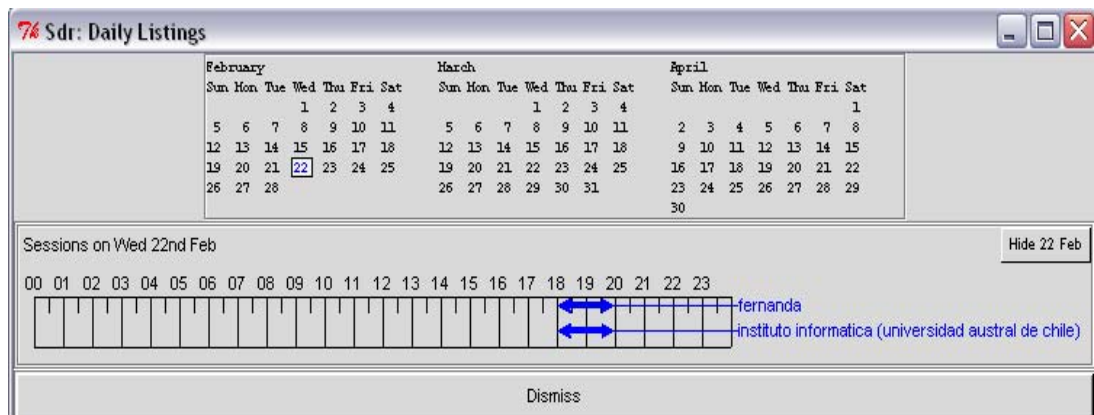 Sdr: Daily Listings
February March April
Sun Mon Tue Wed Thu Fri Sat Sun Mon Tue Wed Thu Fri Sat Sun Mon Tue Wed Thu Fri Sat
1 2 3 4 1 2 3 4 1
5 6 7 8 9 10 11 5 6 7 8 9 10 11 2 3 4 5 6 7 8
12 13 14 15 16 17 18 12 13 14 15 16 17 18 9 10 11 12 13 14 15
19 20 21 22 23 24 25 19 20 21 22 23 24 25 16 17 18 19 20 21 22
26 27 28 26 27 28 29 30 31 23 24 25 26 27 28 29
30
Sessions on Wed 22nd Feb Hide 22 Feb
00 01 02 03 04 05 06 07 08 09 10 11 12 13 14 15 16 17 18 19 20 21 22 23
fernanda
instituto informatica (universidad austral de chile)
Dismiss